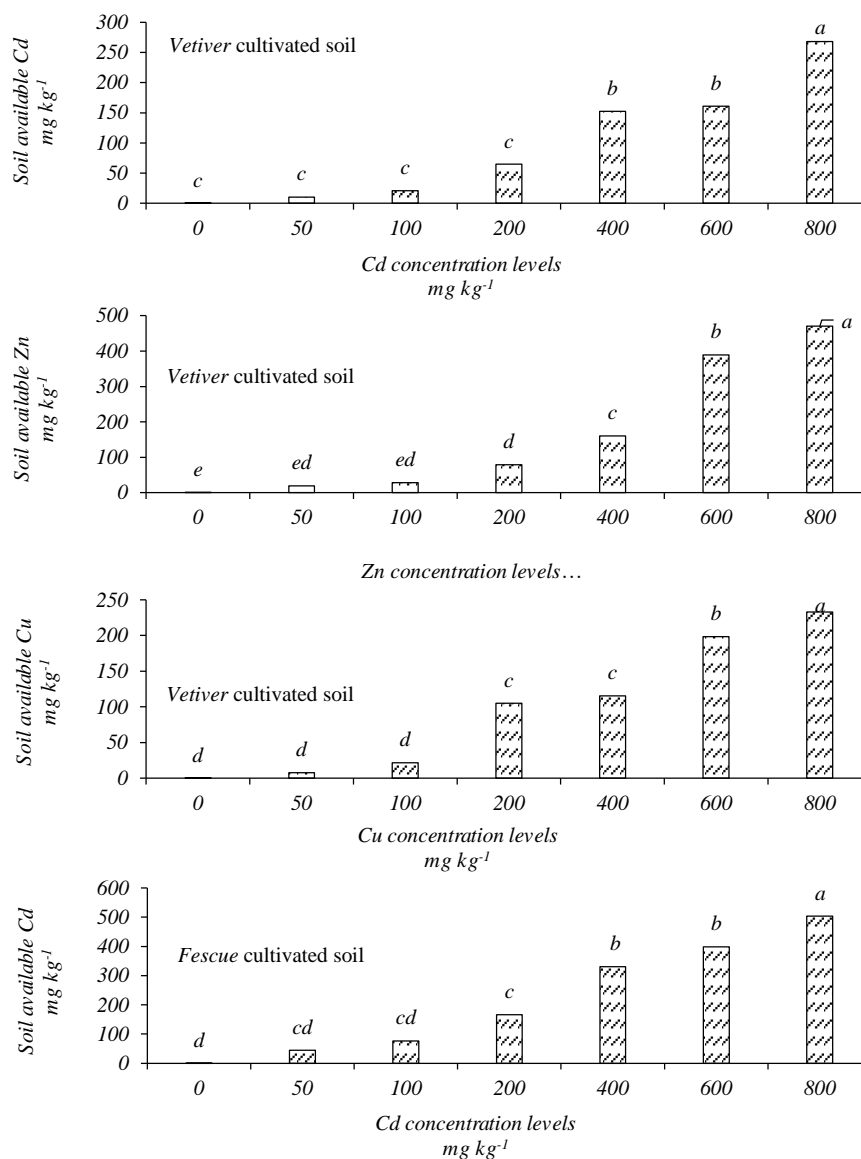 Soil available Cd
mg kg-1
300
250
200
150
100
50
0
Vetiver cultivated soil
c c c c b b a
0 50 100 200 400 600 800
Cd concentration levels
mg kg-1
Soil available Zn
mg kg-1
500
400
300
200
100
0
Vetiver cultivated soil
e ed ed d c b a
0 50 100 200 400 600 800
Zn concentration levels…
Soil available Cu
mg kg-1
250
200
150
100
50
0
Vetiver cultivated soil
d d d c c b a
0 50 100 200 400 600 800
Cu concentration levels
mg kg-1
Soil available Cd
mg kg-1
600
500
400
300
200
100
0
Fescue cultivated soil
d cd cd c b b a
0 50 100 200 400 600 800
Cd concentration levels
mg kg-1